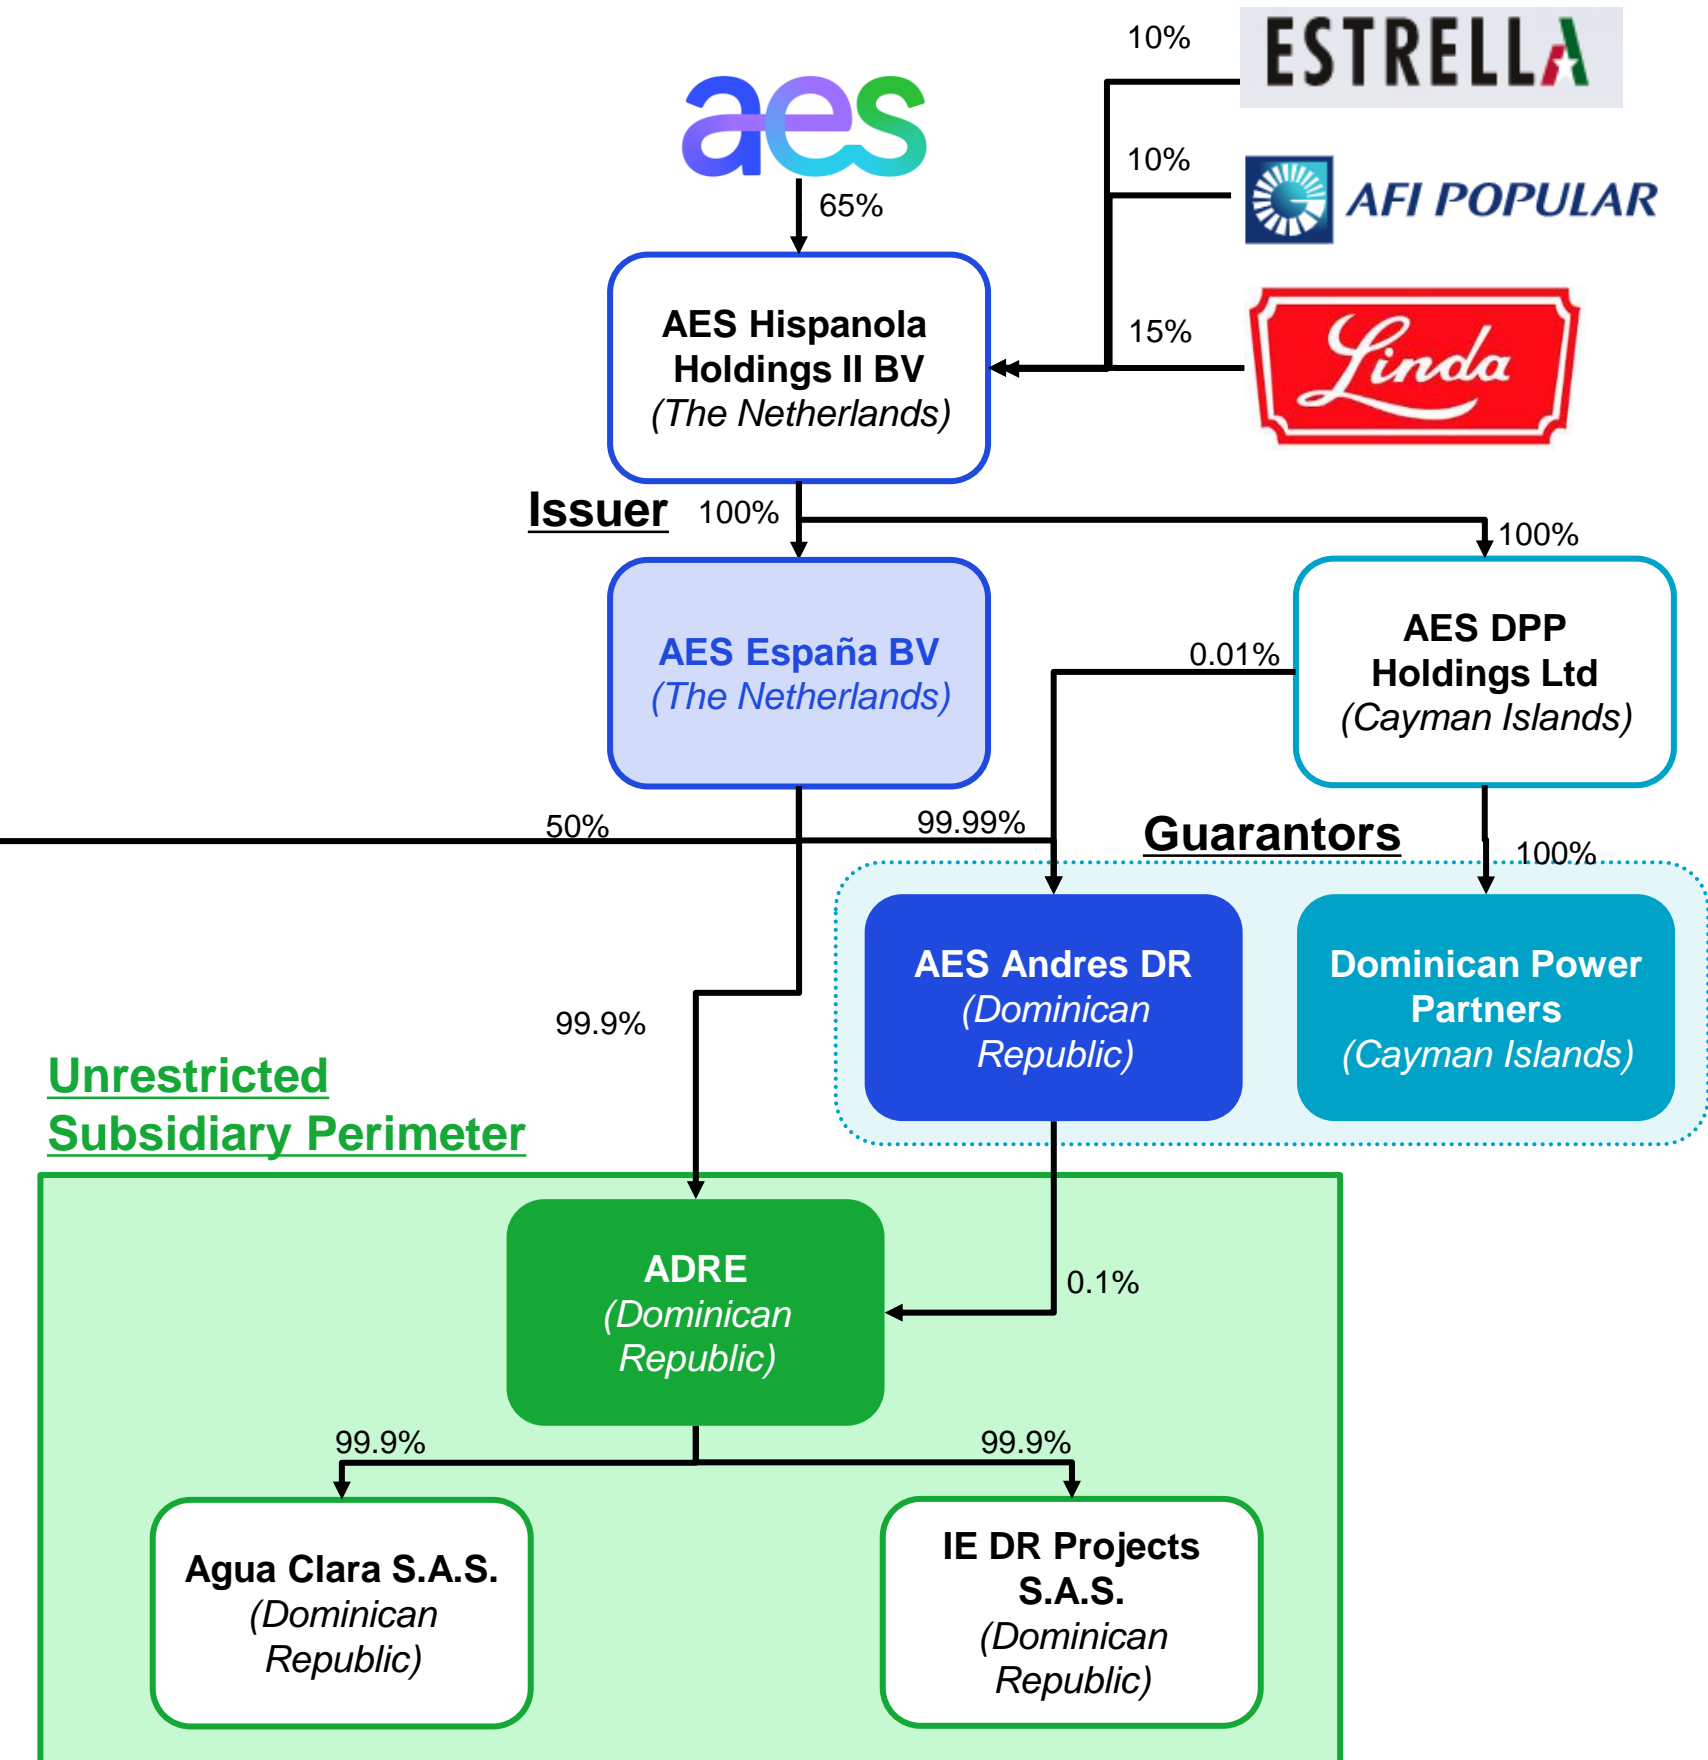 10%
ESTRELLA
aes
10%
AFI POPULAR
65%
AES Hispanola
Holdings II BV
(The Netherlands)
15%
Linda
Issuer
100%
100%
AES España BV
(The Netherlands)
0.01%
AES DPP
Holdings Ltd
(Cayman Islands)
50%
99.99%
Guarantors
100%
AES Andres DR
(Dominican
Republic)
Dominican Power
Partners
(Cayman Islands)
99.9%
Unrestricted
Subsidiary Perimeter
ADRE
(Dominican
Republic)
0.1%
99.9%
99.9%
Agua Clara S.A.S.
(Dominican
Republic)
IE DR Projects
S.A.S.
(Dominican
Republic)